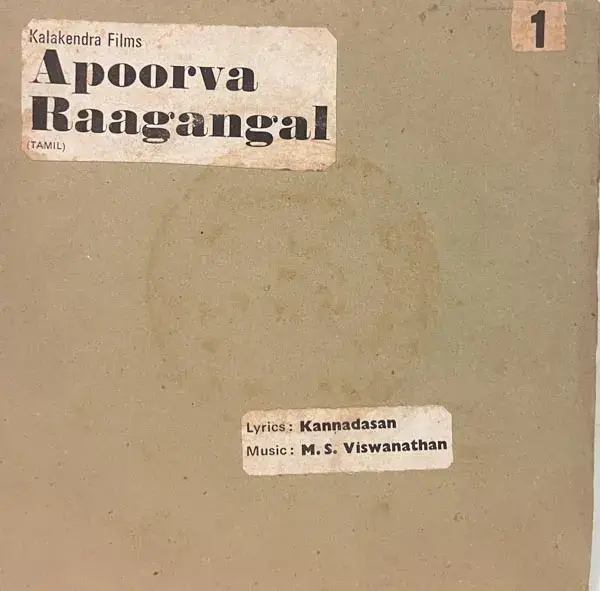 Kalakendra Films
Apoorva
Raagangal
(TAMIL)
1
Lyrics : Kannadasan
Music : M. S. Viswanathan